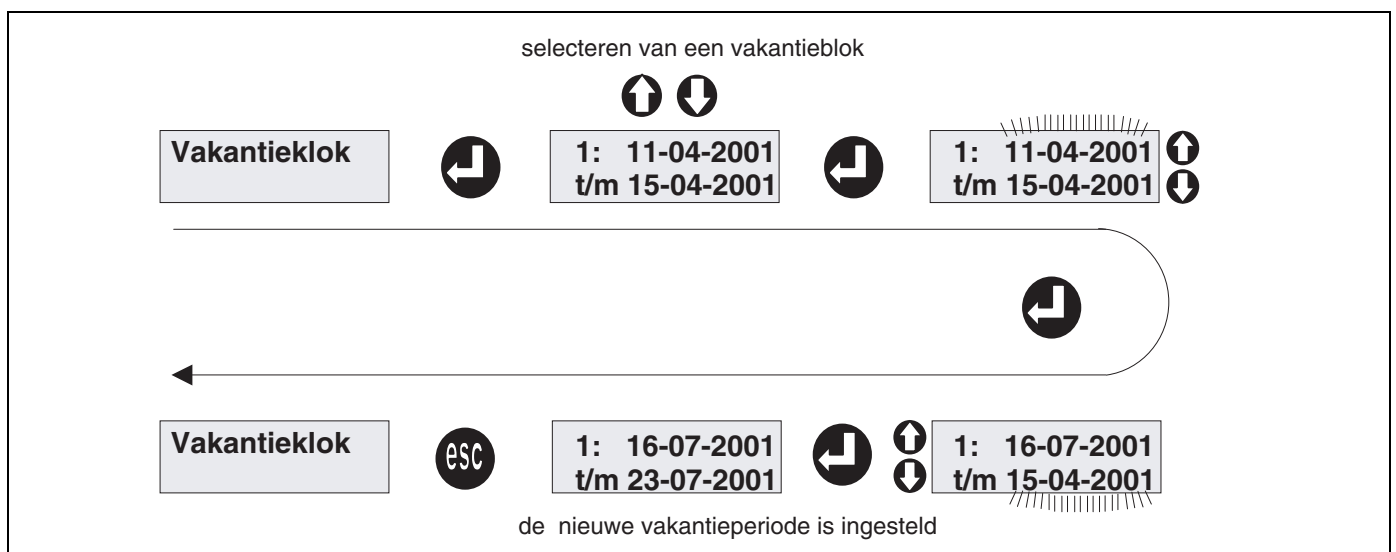 selecteren van een vakantieblok
Vakantieklok
1: 11-04-2001
t/m 15-04-2001
1: 11-04-2001
t/m 15-04-2001
Vakantieklok
esc
1: 16-07-2001
t/m 23-07-2001
1: 16-07-2001
t/m 15-04-2001
de nieuwe vakantieperiode is ingesteld